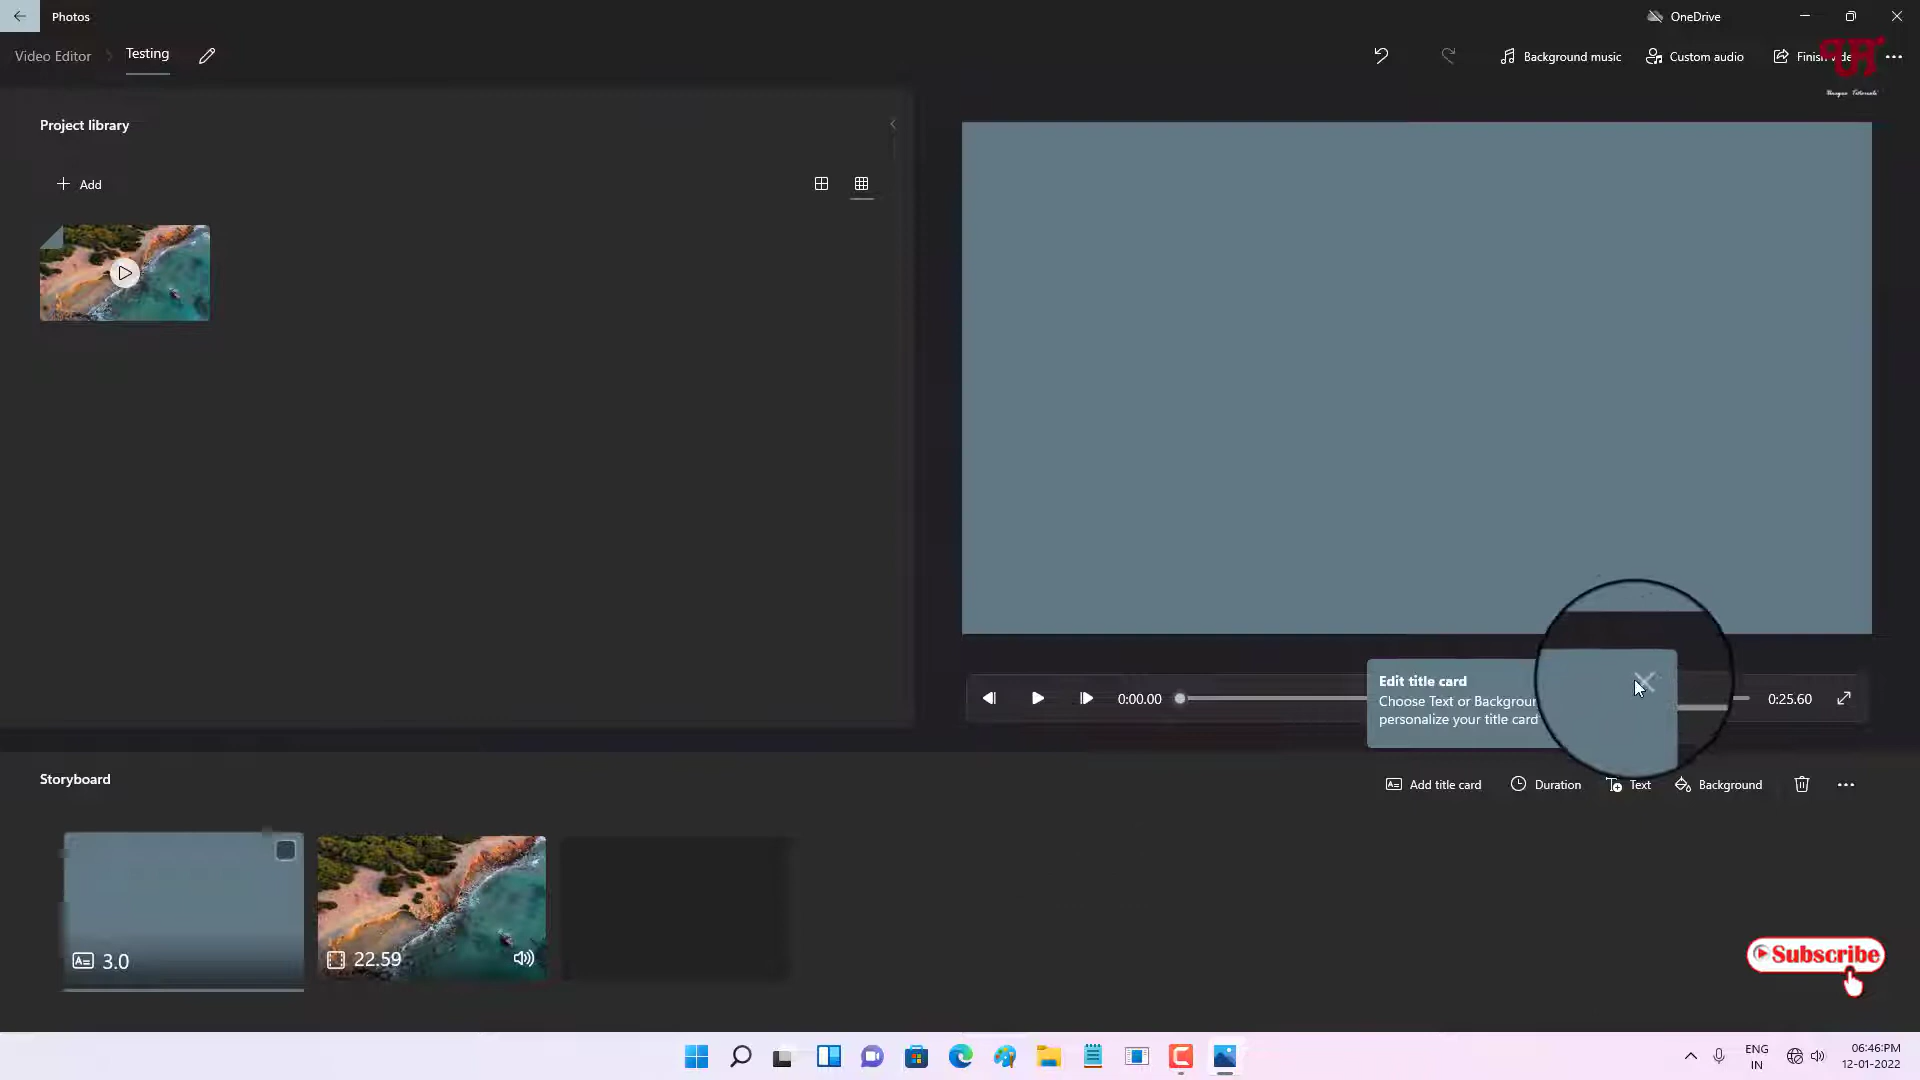 Photos
OneDrive
Video Editor
Testing
Background music
Custom audio
Project library
Add
Edit title card
Choose Text or
personalize your title card
0:00.00
0:25.60
Storyboard
Add title card
Duration
Text
Background
3.0
22.59
Subscribe
ENG
IN
06:46:PM
12-01-2022